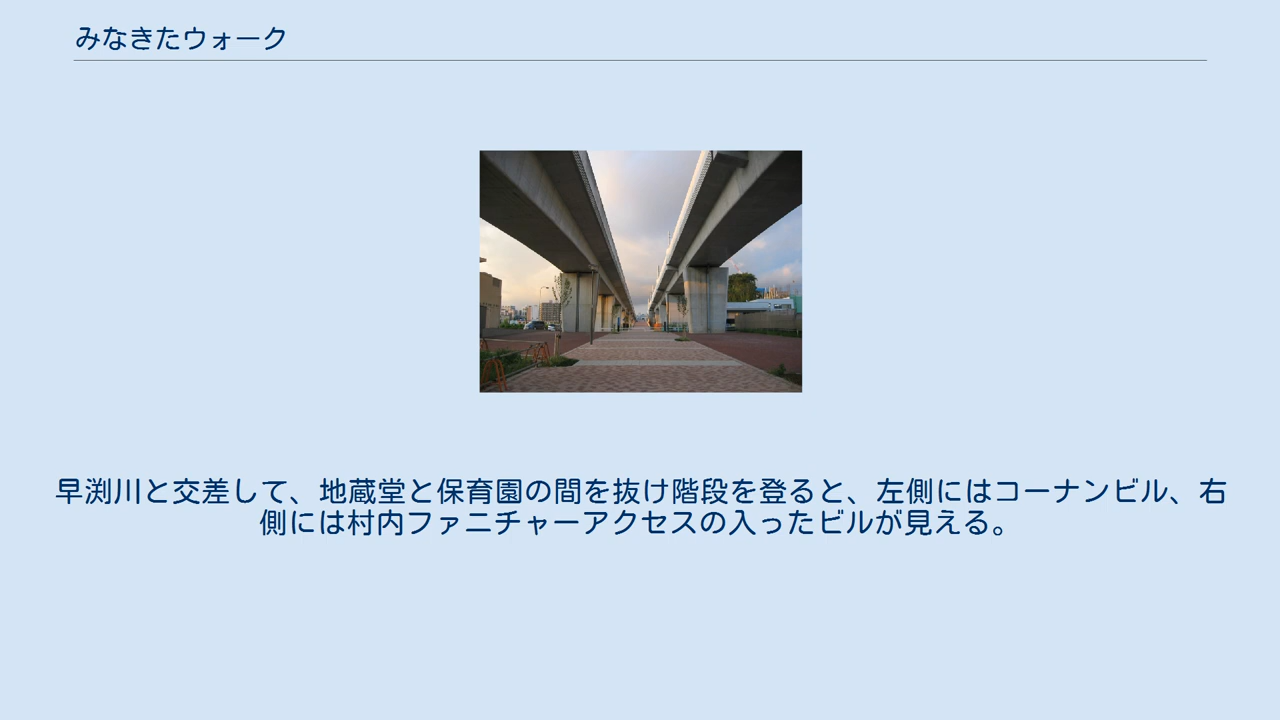 みなきたウォーク
早渕川と交差して、地蔵堂と保育園の間を抜け階段を登ると、左側にはコーナンビル、右
側には村内ファニチャーアクセスの入ったビルが見える。